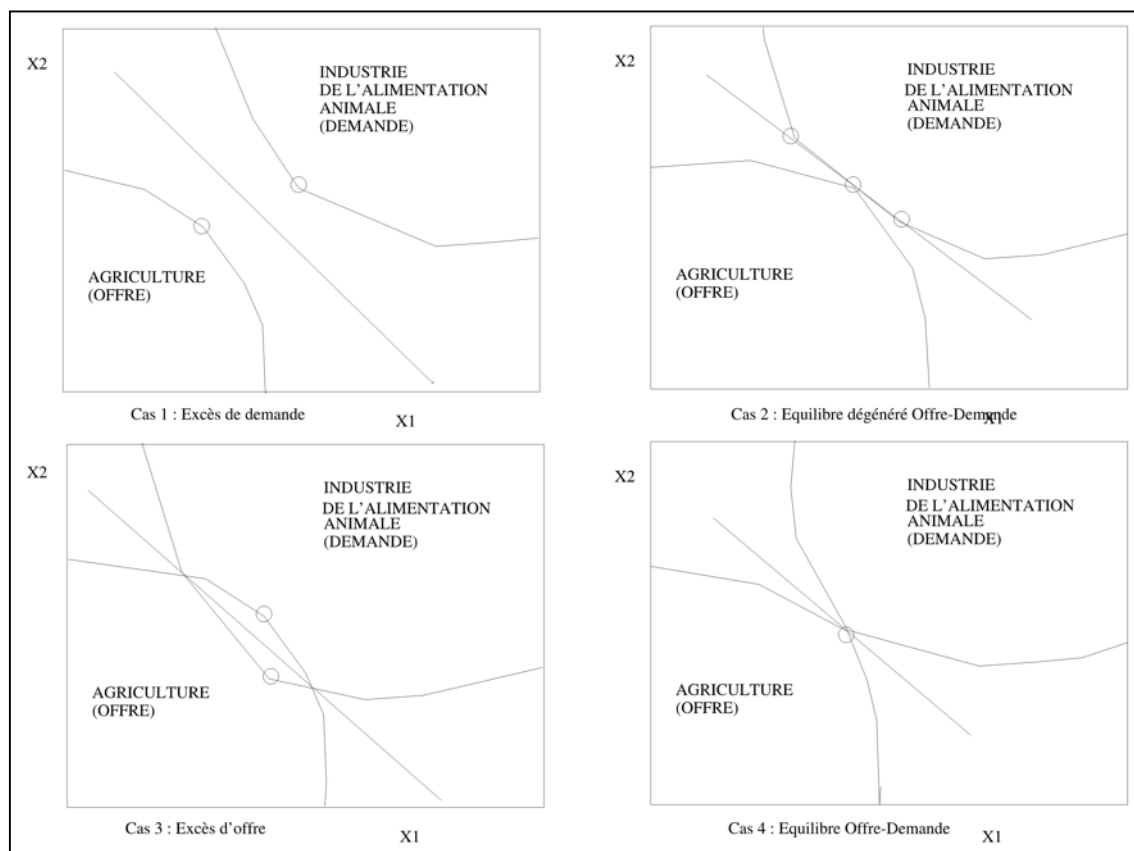 X2
INDUSTRIE
DE L'ALIMENTATION
ANIMALE
(DEMANDE)
AGRICULTURE
(OFFRE)
Cas 1 : Excès de demande
X1
X2
INDUSTRIE
DE L'ALIMENTATION
ANIMALE
(DEMANDE)
AGRICULTURE
(OFFRE)
Cas 2 : Equilibre dégénéré Offre-Demande
X1
X2
INDUSTRIE
DE L'ALIMENTATION
ANIMALE
(DEMANDE)
AGRICULTURE
(OFFRE)
Cas 3 : Excès d'offre
X1
X2
INDUSTRIE
DE L'ALIMENTATION
ANIMALE
(DEMANDE)
AGRICULTURE
(OFFRE)
Cas 4 : Equilibre Offre-Demande
X1